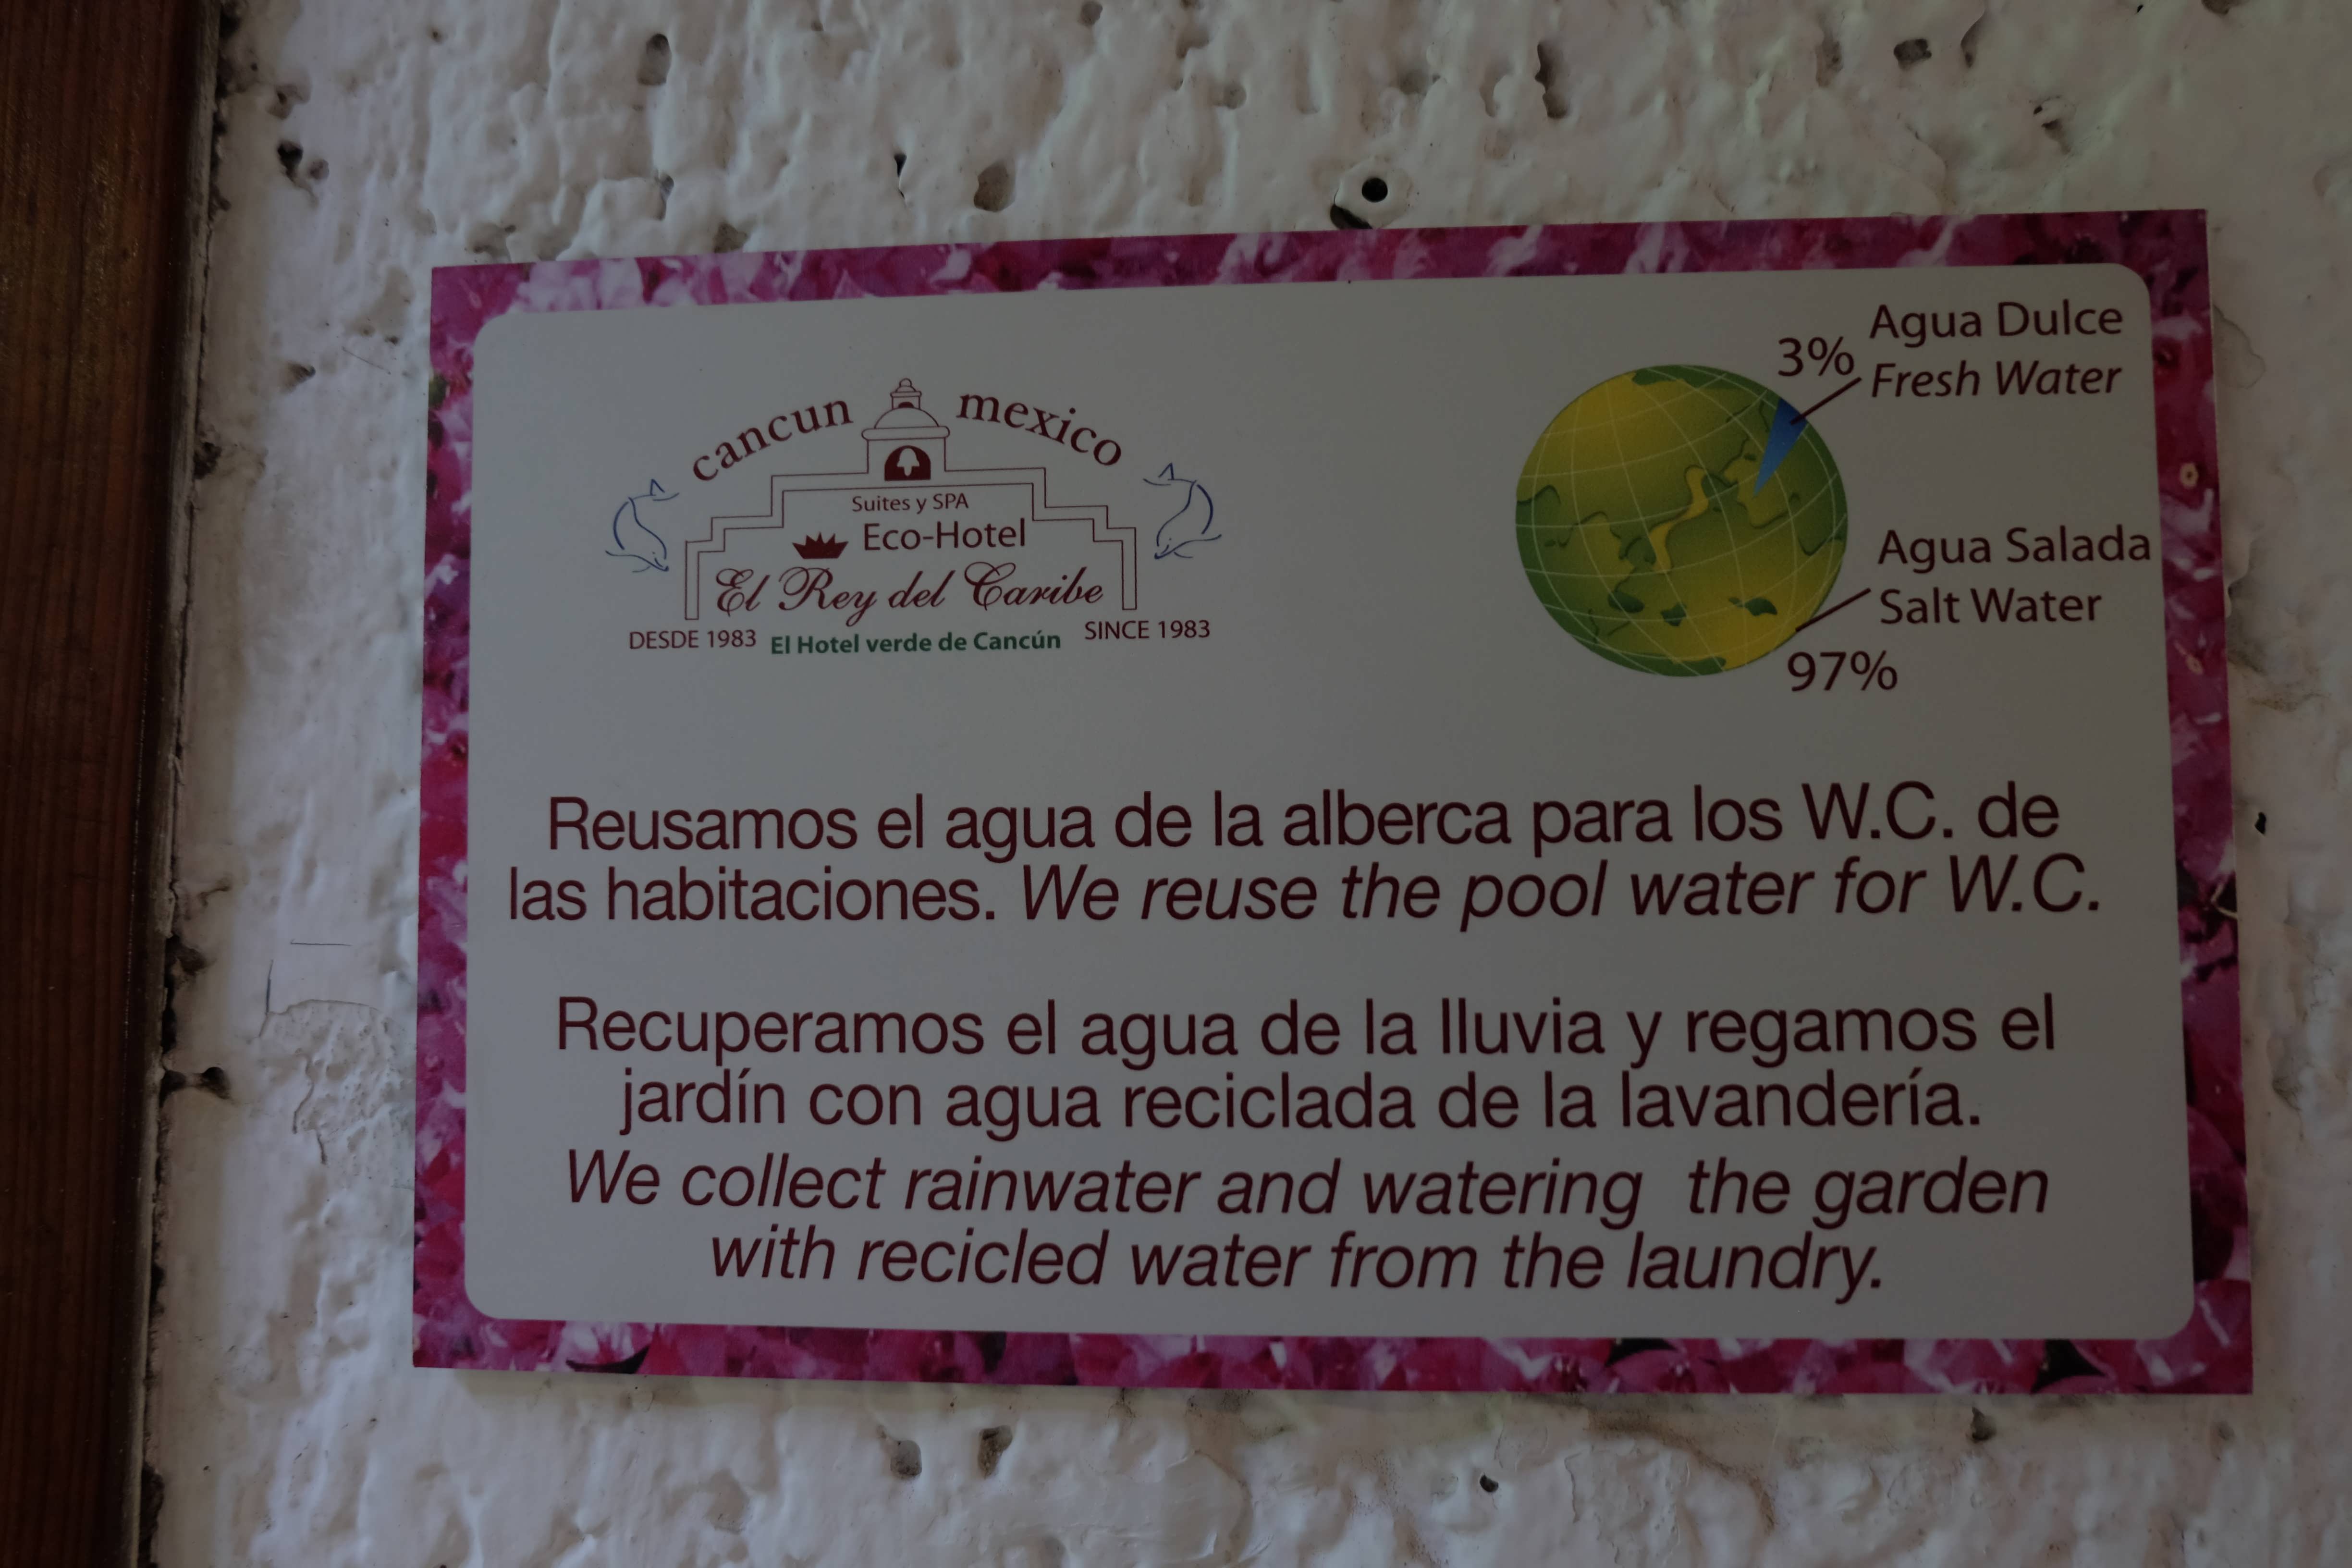 cancun mexico
Suites y SPA
Eco-Hotel
El Rey del Caribe
DESDE 1983 El Hotel verde de Cancún SINCE 1983
3% Agua Dulce
Fresh Water
Agua Salada
Salt Water
97%
Reusamos el agua de la alberca para los W.C. de
las habitaciones. We reuse the pool water for W.C.
Recuperamos el agua de la lluvia y regamos el
jardín con agua reciclada de la lavandería.
We collect rainwater and watering the garden
with recicled water from the laundry.